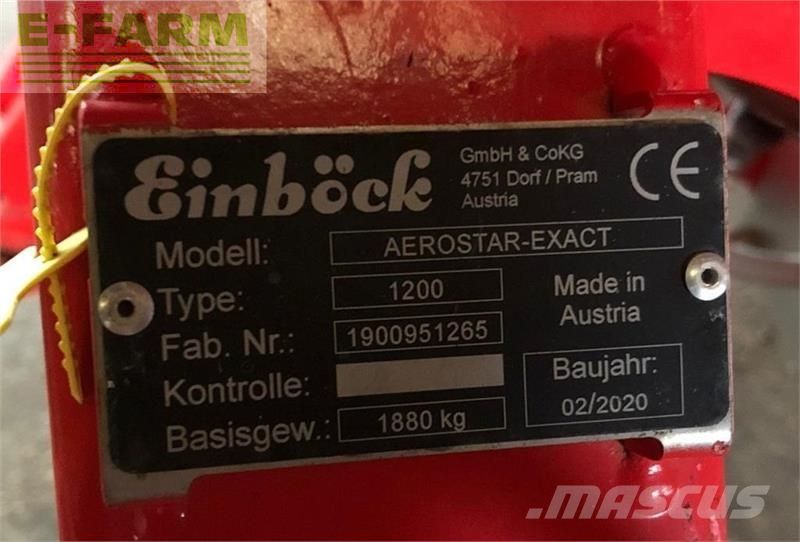 E-FARM
Einböck
GmbH & CoKG
4751 Dorf / Pram
Austria
CE
Modell: AEROSTAR-EXACT
Type: 1200
Made in
Austria
Fab. Nr.: 1900951265
Kontrolle:
Baujahr:
02/2020
Basisgew.: 1880 kg
MASCUS